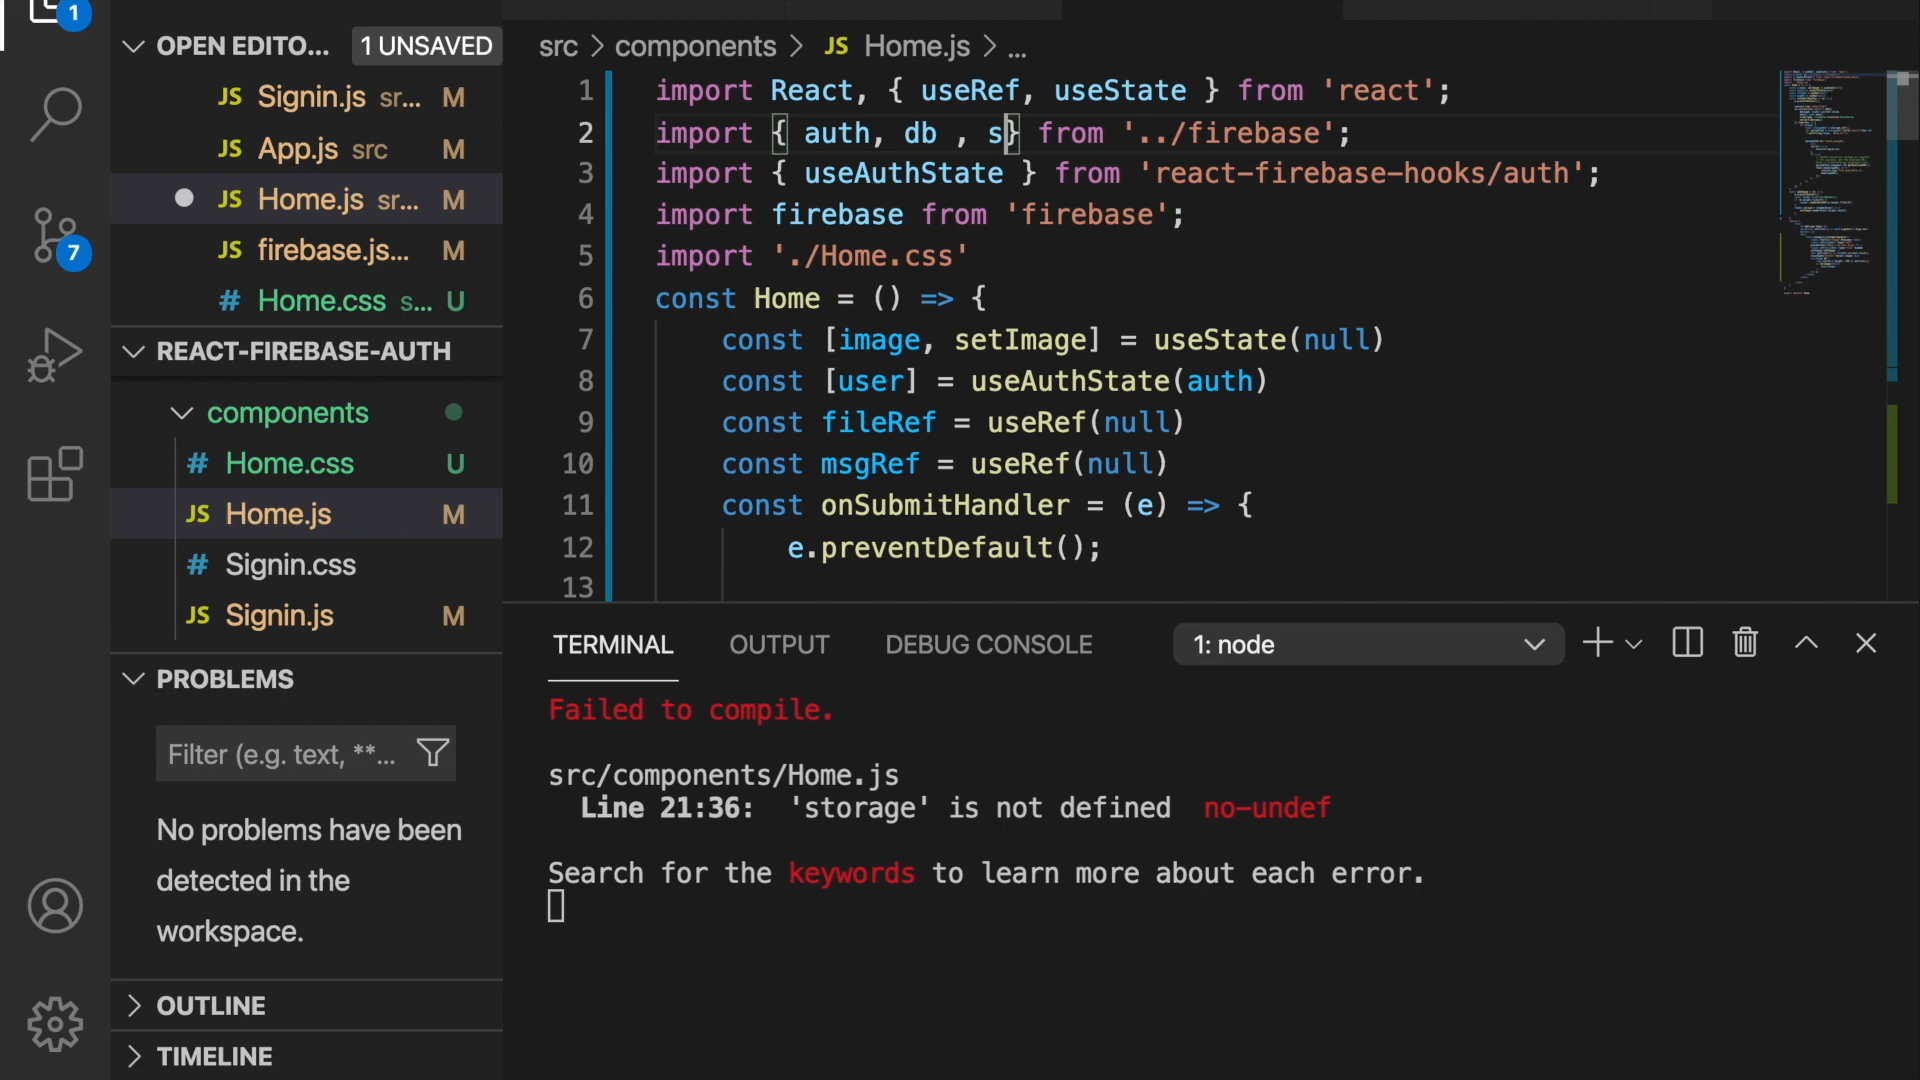 1
OPEN EDITO... 1 UNSAVED
JS Signin.js sr... M
JS App.js src M
JS Home.js sr... M
7
JS firebase.js... M
# Home.css s... U
REACT-FIREBASE-AUTH
components
# Home.css U
JS Home.js M
# Signin.css
JS Signin.js M
PROBLEMS
Filter (e.g. text, **...
No problems have been
detected in the
workspace.
OUTLINE
TIMELINE
src > components > JS Home.js > ...
1 import React, { useRef, useState } from 'react';
2 import { auth, db , s} from '../firebase';
3 import { useAuthState } from 'react-firebase-hooks/auth';
4 import firebase from 'firebase';
5 import './Home.css'
6 const Home = () => {
7 const [image, setImage] = useState(null)
8 const [user] = useAuthState(auth)
9 const fileRef = useRef(null)
10 const msgRef = useRef(null)
11 const onSubmitHandler = (e) => {
12 e.preventDefault();
13
TERMINAL OUTPUT DEBUG CONSOLE 1: node
Failed to compile.
src/components/Home.js
Line 21:36: 'storage' is not defined no-undef
Search for the keywords to learn more about each error.